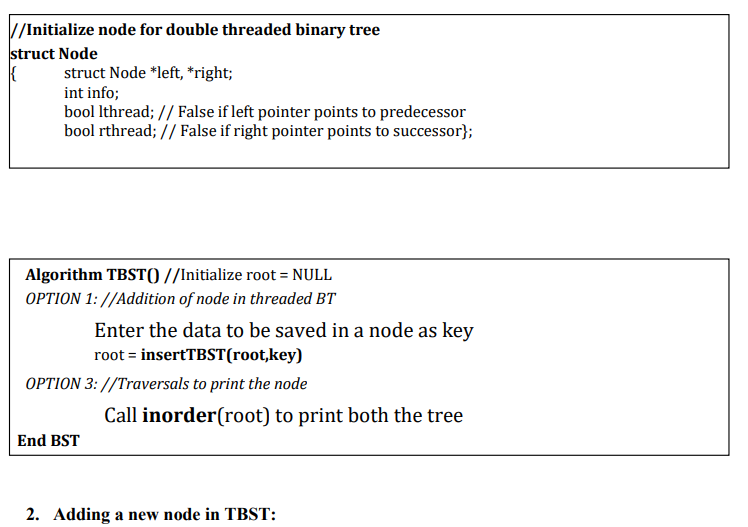 //Initialize node for double threaded binary tree
struct Node
{ struct Node *left, *right;
int info;
bool lthread; // False if left pointer points to predecessor
bool rthread; // False if right pointer points to successor};
Algorithm TBST() //Initialize root = NULL
OPTION 1: //Addition of node in threaded BT
Enter the data to be saved in a node as key
root = insertTBST(root,key)
OPTION 3: //Traversals to print the node
Call inorder(root) to print both the tree
End BST
2. Adding a new node in TBST: